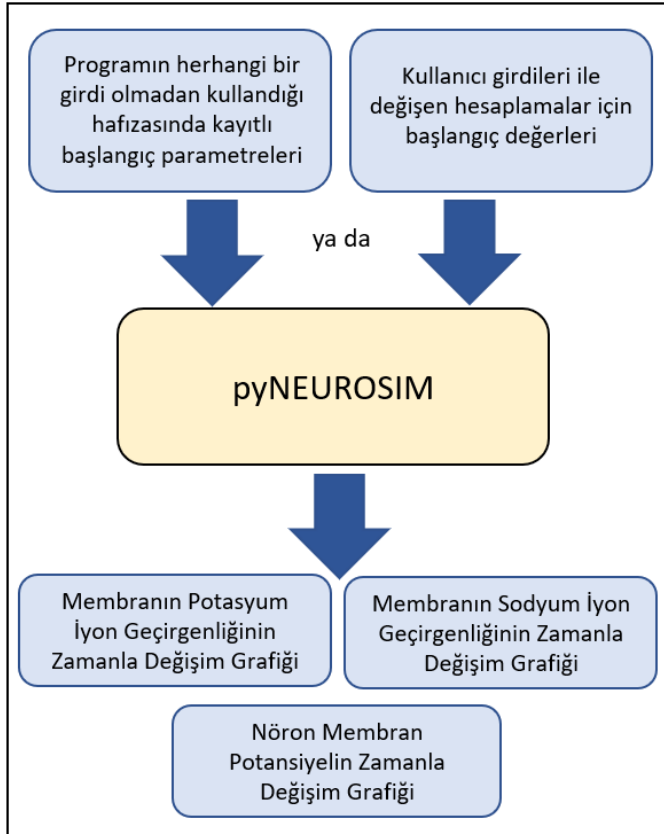 Programın herhangi bir
girdi olmadan kullandığı
hafızasında kayıtlı
başlangıç parametreleri
Kullanıcı girdileri ile
değişen hesaplamalar için
başlangıç değerleri
ya da
pyNEUROSIM
Membranın Potasyum
İyon Geçirgenliğinin
Zamanla Değişim Grafiği
Membranın Sodyum İyon
Geçirgenliğinin Zamanla
Değişim Grafiği
Nöron Membran
Potansiyelin Zamanla
Değişim Grafiği